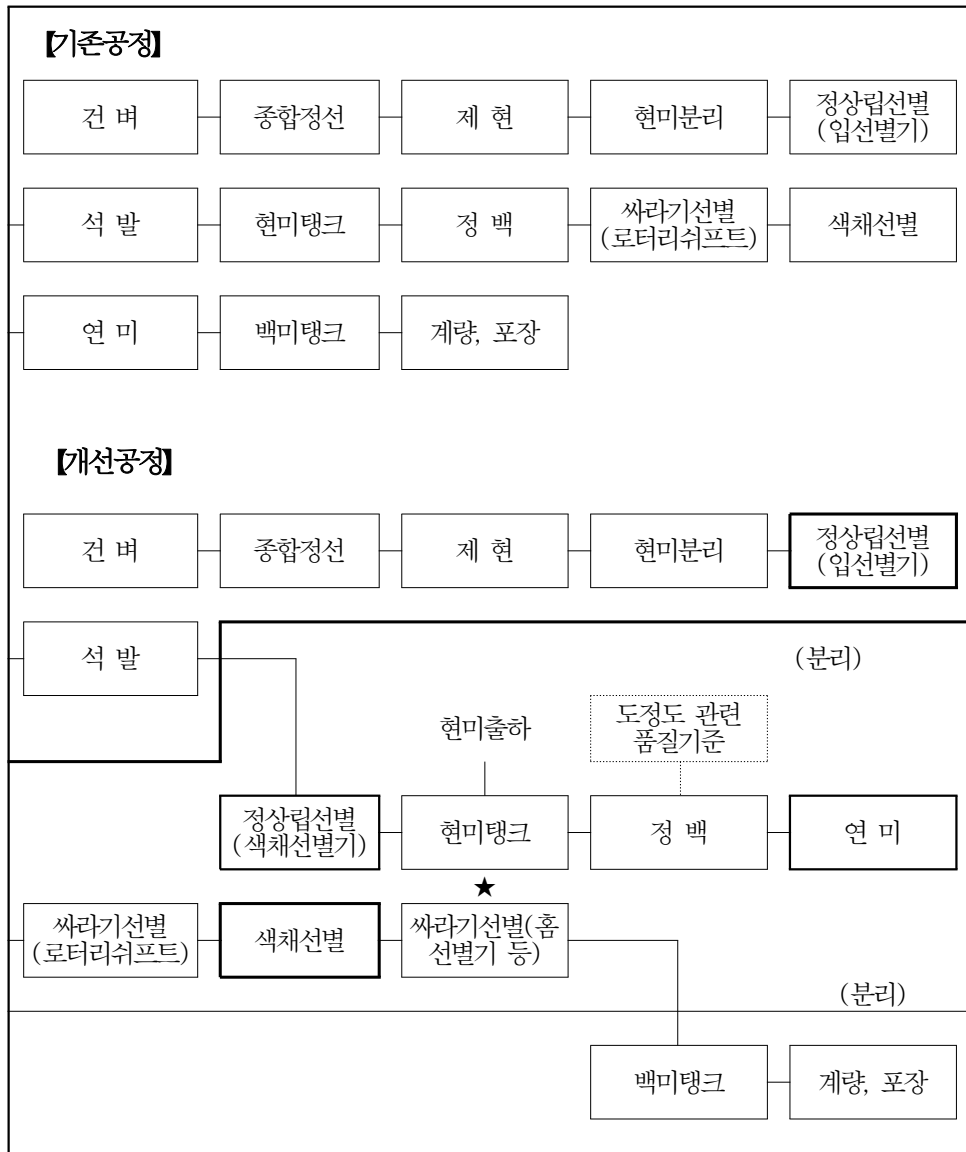 【기존공정】
건 벼
종합정선
제 현
현미분리
정상립선별
(입선별기)
석 발
현미탱크
정 백
싸라기선별
(로터리쉬프트)
색채선별
연 미
백미탱크
계량, 포장
【개선공정】
건 벼
종합정선
제 현
현미분리
정상립선별
(입선별기)
석 발
(분리)
현미출하
도정도 관련
품질기준
정상립선별
(색채선별기)
현미탱크
정 백
연 미
★
싸라기선별
(로터리쉬프트)
색채선별
싸라기선별(홈
선별기 등)
(분리)
백미탱크
계량, 포장